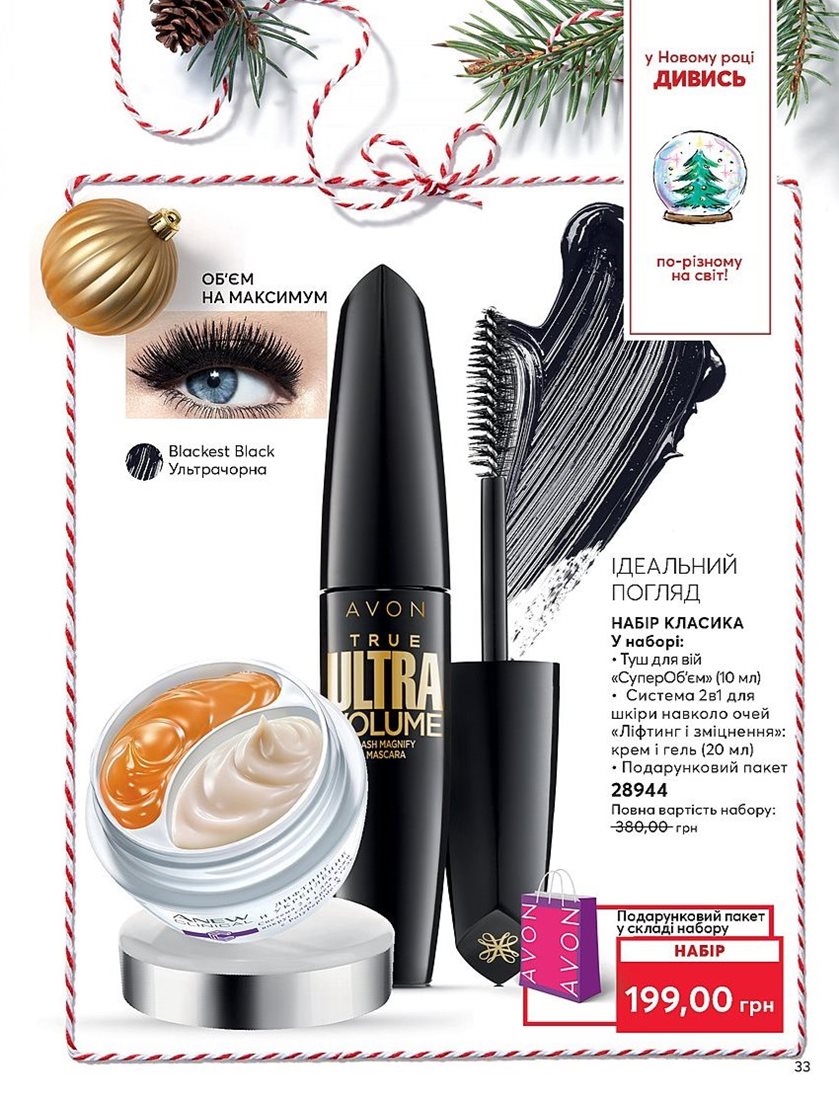 у Новому році
ДИВИСЬ
по-різному
на світ!
ОБ'ЄМ
НА МАКСИМУМ
Blackest Black
Ультрачорна
AVON
TRUE
ULTRA
VOLUME
LASH MAGNIFY
MASCARA
ІДЕАЛЬНИЙ
ПОГЛЯД
НАБІР КЛАСИКА
У наборі:
• Туш для вій
«СуперОб'єм» (10 мл)
• Система 2в1 для
шкіри навколо очей
«Ліфтинг і зміцнення»:
крем і гель (20 мл)
• Подарунковий пакет
28944
Повна вартість набору:
380,00 грн
ANEW
CLINICAL
ЛИФТИНГ
И УКРЕПЛЕНИЕ
AVON
AVON
Подарунковий пакет
у складі набору
НАБІР
199,00 грн
33